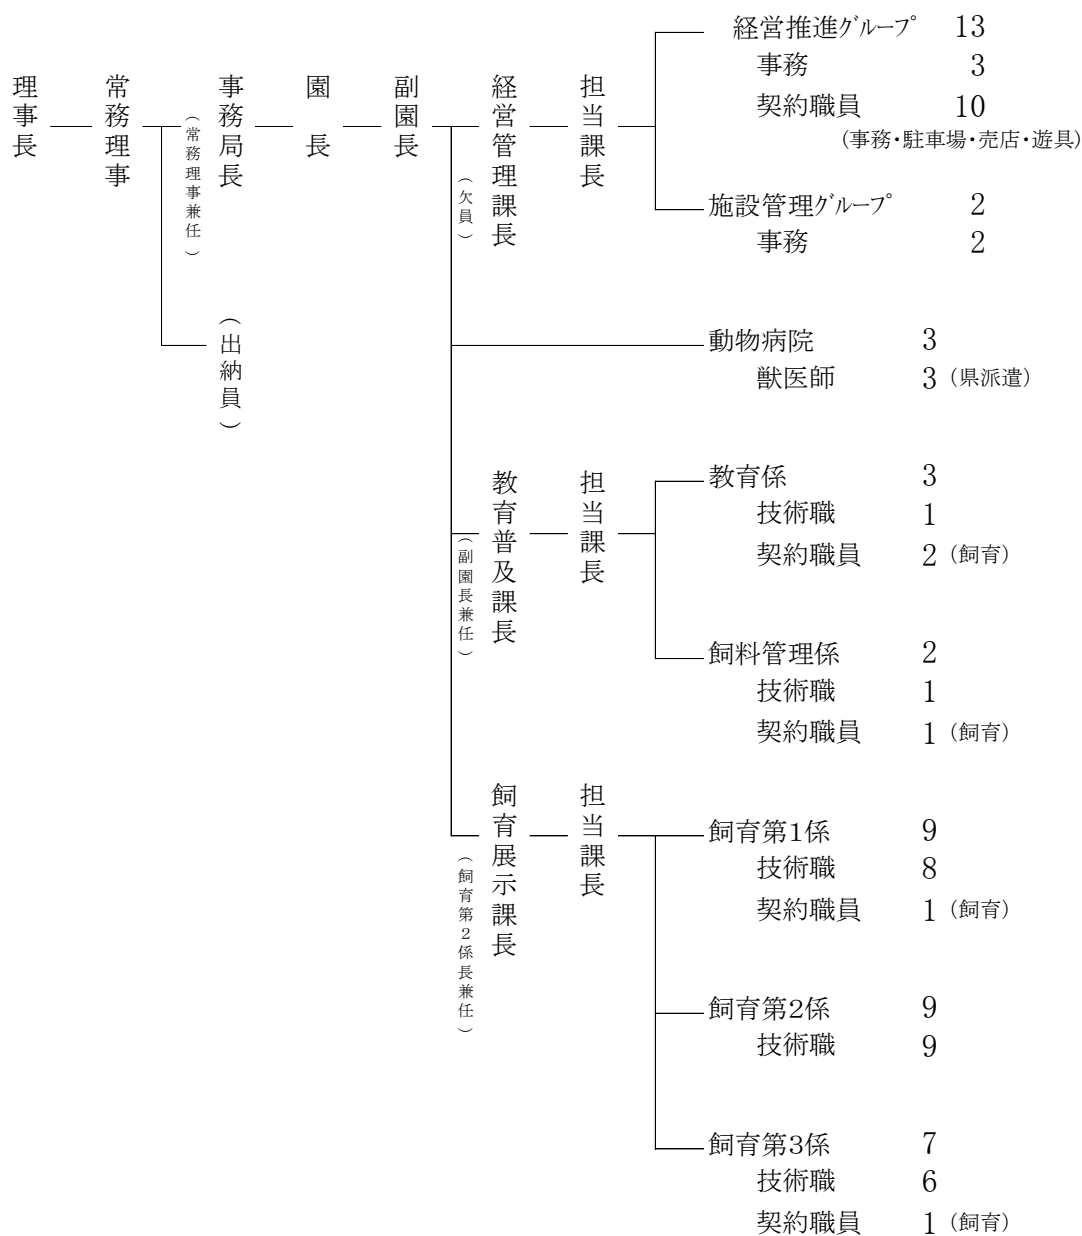 理事長
常務理事
事務局長
(常務理事兼任)
(出納員)
園長
副園長
経営管理課長
(欠員)
担当課長
経営推進ｸﾞﾙｰﾌﾟ 13
事務 3
契約職員 10
(事務・駐車場・売店・遊具)
施設管理ｸﾞﾙｰﾌﾟ 2
事務 2
動物病院 3
獣医師 3 (県派遣)
教育普及課長
(副園長兼任)
担当課長
教育係 3
技術職 1
契約職員 2 (飼育)
飼料管理係 2
技術職 1
契約職員 1 (飼育)
飼育展示課長
(飼育第2係長兼任)
担当課長
飼育第1係 9
技術職 8
契約職員 1 (飼育)
飼育第2係 9
技術職 9
飼育第3係 7
技術職 6
契約職員 1 (飼育)